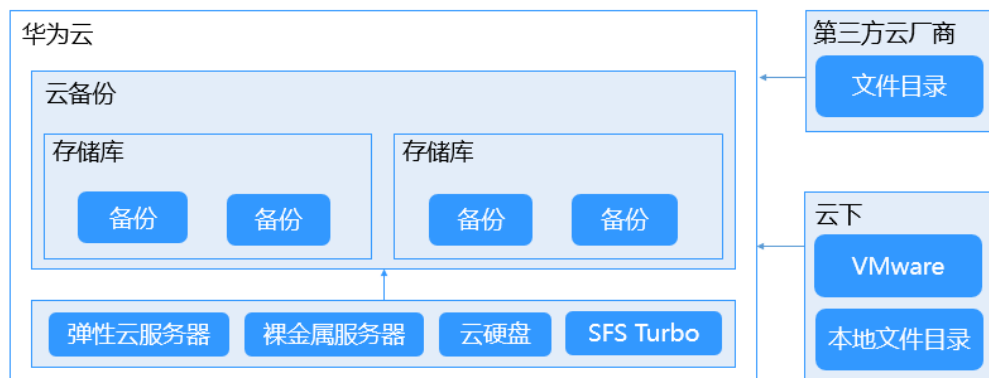 华为云
云备份
存储库
备份
备份
存储库
备份
备份
弹性云服务器
裸金属服务器
云硬盘
SFS Turbo
第三方云厂商
文件目录
云下
VMware
本地文件目录